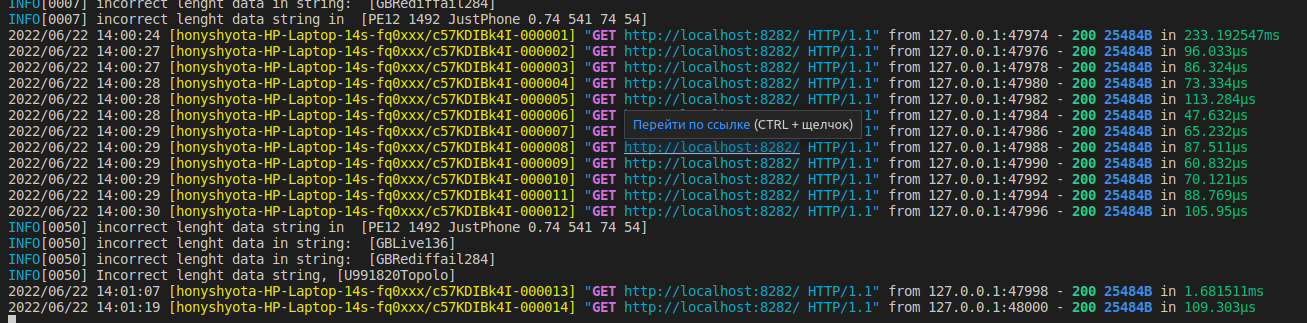 INFO[0007] incorrect lenght data in string:  [GBRediffail284]
INFO[0007] incorrect lenght data string in  [PE12 1492 JustPhone 0.74 541 74 54]
2022/06/22 14:00:24 [honyshyota-HP-Laptop-14s-fq0xxx/c57KDIBk4I-000001] "GET http://localhost:8282/ HTTP/1.1" from 127.0.0.1:47974 - 200 25484B in 233.192547ms
2022/06/22 14:00:27 [honyshyota-HP-Laptop-14s-fq0xxx/c57KDIBk4I-000002] "GET http://localhost:8282/ HTTP/1.1" from 127.0.0.1:47976 - 200 25484B in 96.033µs
2022/06/22 14:00:27 [honyshyota-HP-Laptop-14s-fq0xxx/c57KDIBk4I-000003] "GET http://localhost:8282/ HTTP/1.1" from 127.0.0.1:47978 - 200 25484B in 86.324µs
2022/06/22 14:00:28 [honyshyota-HP-Laptop-14s-fq0xxx/c57KDIBk4I-000004] "GET http://localhost:8282/ HTTP/1.1" from 127.0.0.1:47980 - 200 25484B in 73.334µs
2022/06/22 14:00:28 [honyshyota-HP-Laptop-14s-fq0xxx/c57KDIBk4I-000005] "GET http://localhost:8282/ HTTP/1.1" from 127.0.0.1:47982 - 200 25484B in 113.284µs
2022/06/22 14:00:28 [honyshyota-HP-Laptop-14s-fq0xxx/c57KDIBk4I-000006] "GET 1" from 127.0.0.1:47984 - 200 25484B in 47.632µs
Перейти по ссылке (CTRL + щелчок)
2022/06/22 14:00:29 [honyshyota-HP-Laptop-14s-fq0xxx/c57KDIBk4I-000007] "GET 1" from 127.0.0.1:47986 - 200 25484B in 65.232µs
2022/06/22 14:00:29 [honyshyota-HP-Laptop-14s-fq0xxx/c57KDIBk4I-000008] "GET http://localhost:8282/ HTTP/1.1" from 127.0.0.1:47988 - 200 25484B in 87.511µs
2022/06/22 14:00:29 [honyshyota-HP-Laptop-14s-fq0xxx/c57KDIBk4I-000009] "GET http://localhost:8282/ HTTP/1.1" from 127.0.0.1:47990 - 200 25484B in 60.832µs
2022/06/22 14:00:29 [honyshyota-HP-Laptop-14s-fq0xxx/c57KDIBk4I-000010] "GET http://localhost:8282/ HTTP/1.1" from 127.0.0.1:47992 - 200 25484B in 70.121µs
2022/06/22 14:00:29 [honyshyota-HP-Laptop-14s-fq0xxx/c57KDIBk4I-000011] "GET http://localhost:8282/ HTTP/1.1" from 127.0.0.1:47994 - 200 25484B in 88.769µs
2022/06/22 14:00:30 [honyshyota-HP-Laptop-14s-fq0xxx/c57KDIBk4I-000012] "GET http://localhost:8282/ HTTP/1.1" from 127.0.0.1:47996 - 200 25484B in 105.95µs
INFO[0050] incorrect lenght data string in  [PE12 1492 JustPhone 0.74 541 74 54]
INFO[0050] incorrect lenght data in string:  [GBLive136]
INFO[0050] incorrect lenght data in string:  [GBRediffail284]
INFO[0050] Incorrect lenght data string, [U991820Topolo]
2022/06/22 14:01:07 [honyshyota-HP-Laptop-14s-fq0xxx/c57KDIBk4I-000013] "GET http://localhost:8282/ HTTP/1.1" from 127.0.0.1:47998 - 200 25484B in 1.681511ms
2022/06/22 14:01:19 [honyshyota-HP-Laptop-14s-fq0xxx/c57KDIBk4I-000014] "GET http://localhost:8282/ HTTP/1.1" from 127.0.0.1:48000 - 200 25484B in 109.303µs